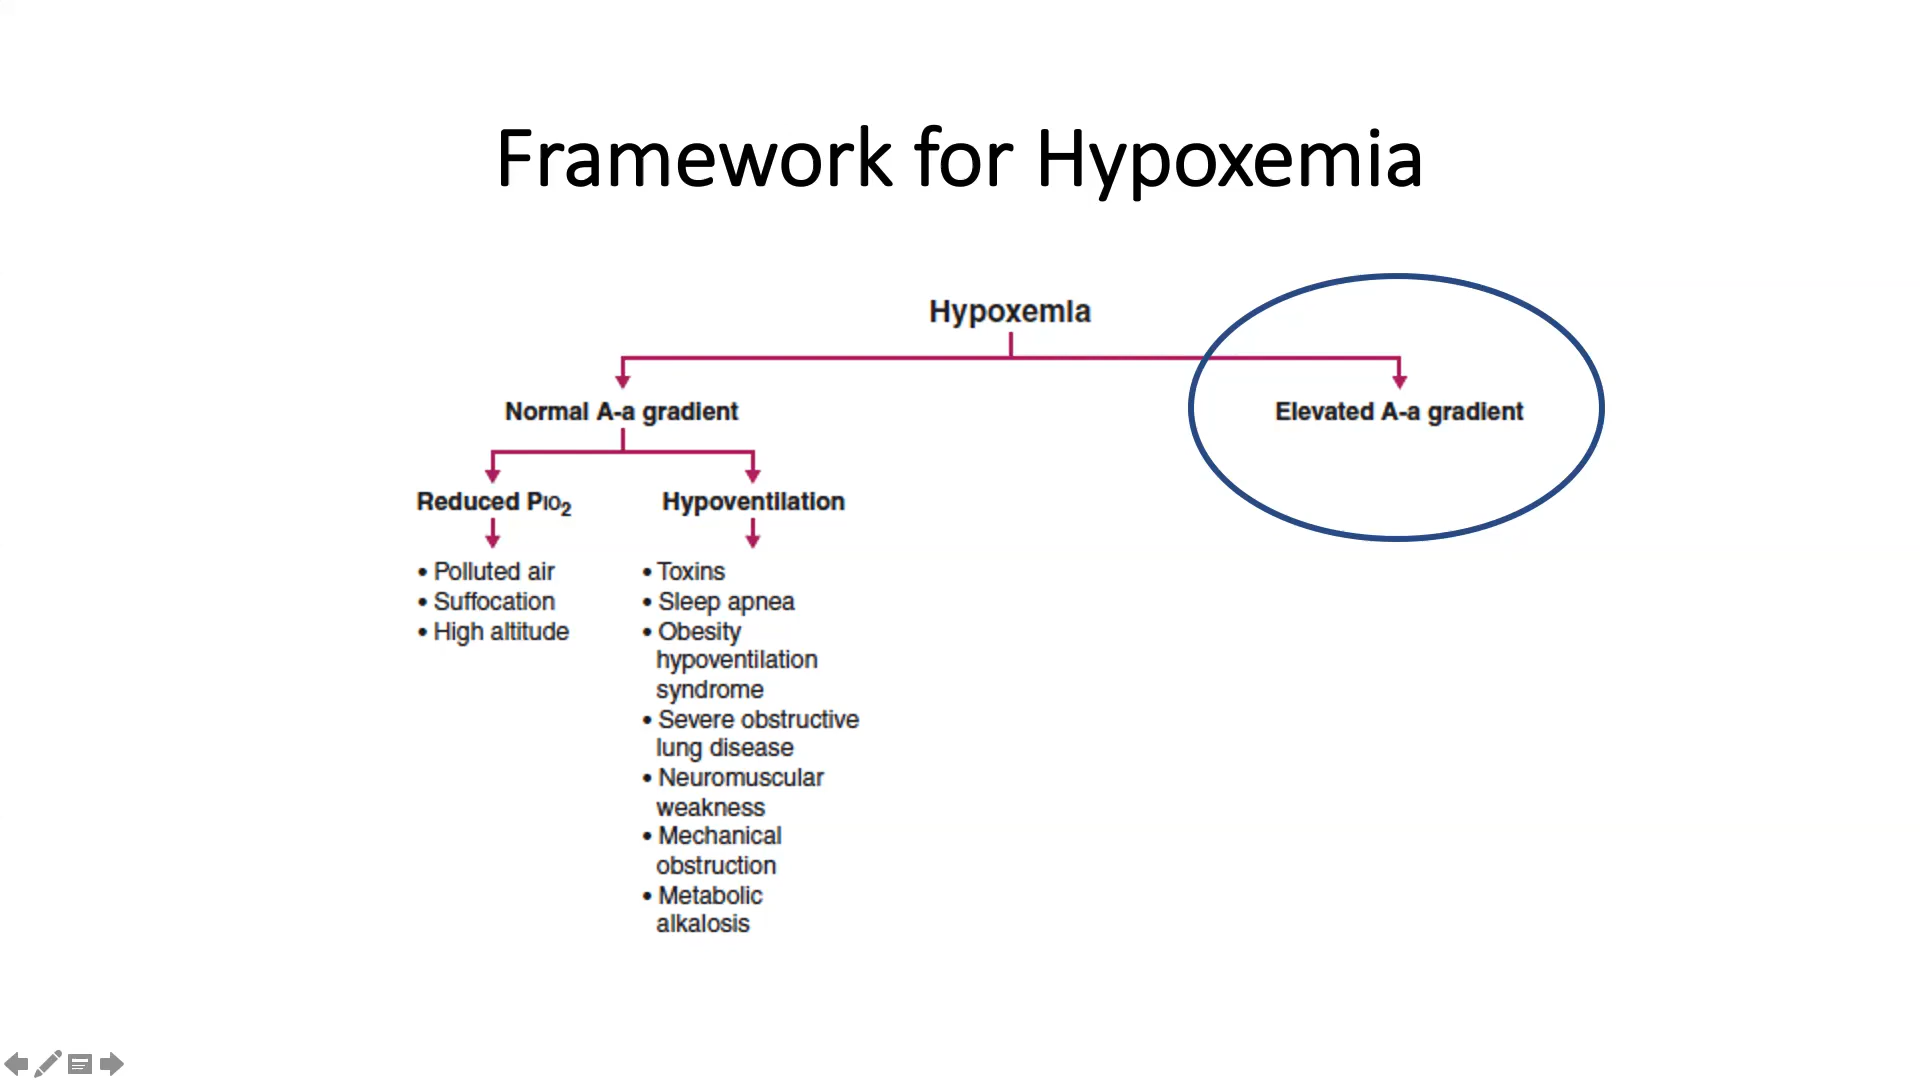 Framework for Hypoxemia
Hypoxemia
Normal A-a gradient
Elevated A-a gradient
Reduced PIO2
Hypoventilation
• Polluted air
• Suffocation
• High altitude
• Toxins
• Sleep apnea
• Obesity
hypoventilation
syndrome
• Severe obstructive
lung disease
• Neuromuscular
weakness
• Mechanical
obstruction
• Metabolic
alkalosis